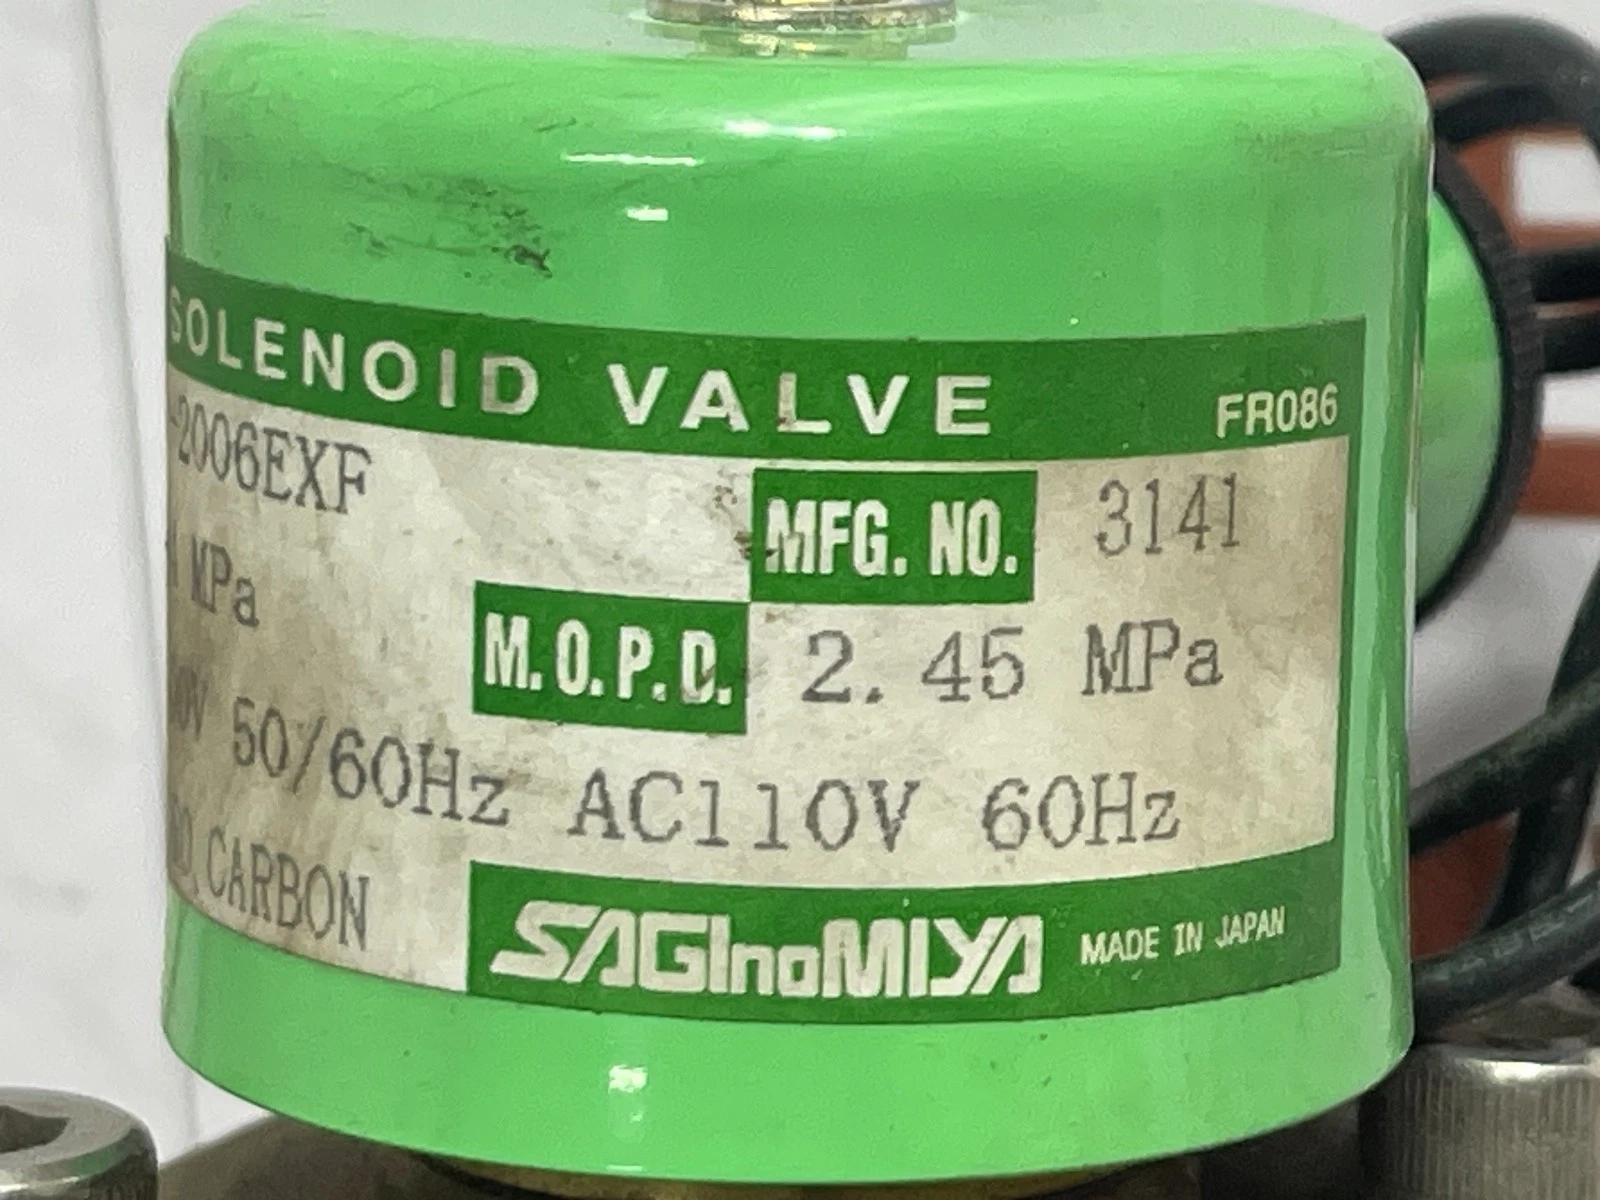 SOLENOID VALVE FR086
-2006EXF MFG. NO. 3141
MPa M.O.P.D. 2.45 MPa
0V 50/60Hz AC110V 60Hz
CARBON
SAGInoMIYA MADE IN JAPAN